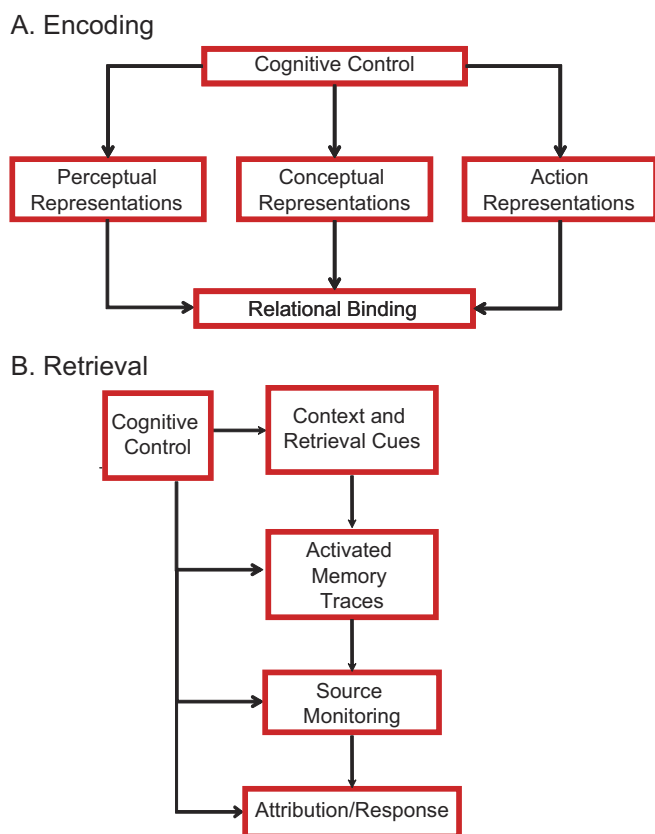 A. Encoding
Cognitive Control
Perceptual
Representations
Conceptual
Representations
Action
Representations
Relational Binding
B. Retrieval
Cognitive
Control
Context and
Retrieval Cues
Activated
Memory
Traces
Source
Monitoring
Attribution/Response